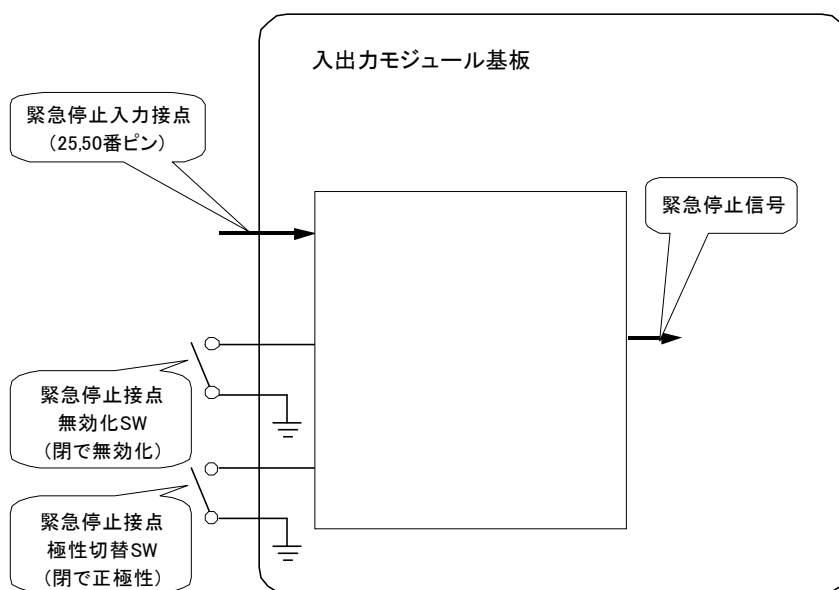 入出力モジュール基板
緊急停止入力接点
（25,50番ピン）
緊急停止信号
緊急停止接点
無効化SW
（閉で無効化）
緊急停止接点
極性切替SW
（閉で正極性）